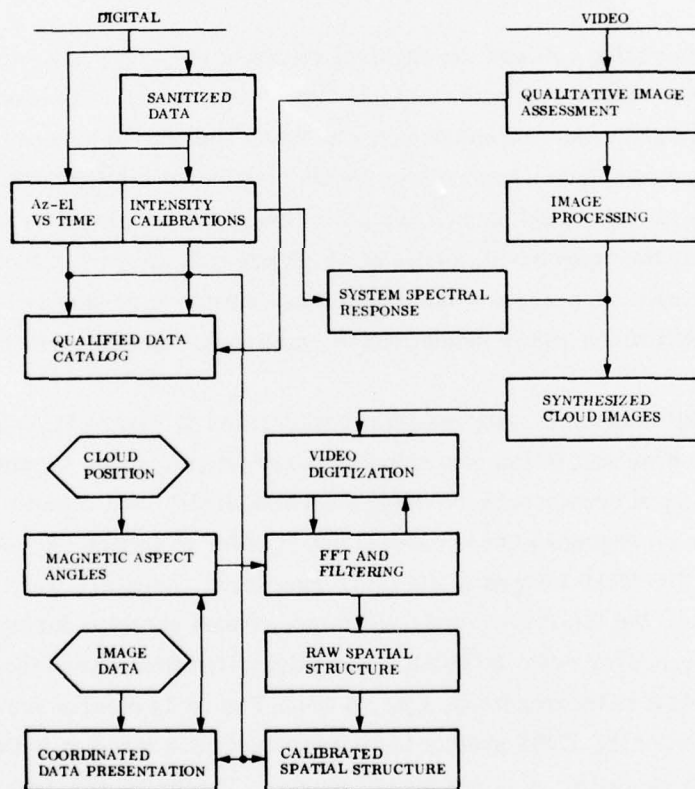 DIGITAL
VIDEO
SANITIZED
DATA
QUALITATIVE IMAGE
ASSESSMENT
Az-El
VS TIME
INTENSITY
CALIBRATIONS
IMAGE
PROCESSING
SYSTEM SPECTRAL
RESPONSE
QUALIFIED DATA
CATALOG
SYNTHESIZED
CLOUD IMAGES
CLOUD
POSITION
VIDEO
DIGITIZATION
MAGNETIC ASPECT
ANGLES
FFT AND
FILTERING
IMAGE
DATA
RAW SPATIAL
STRUCTURE
COORDINATED
DATA PRESENTATION
CALIBRATED
SPATIAL STRUCTURE